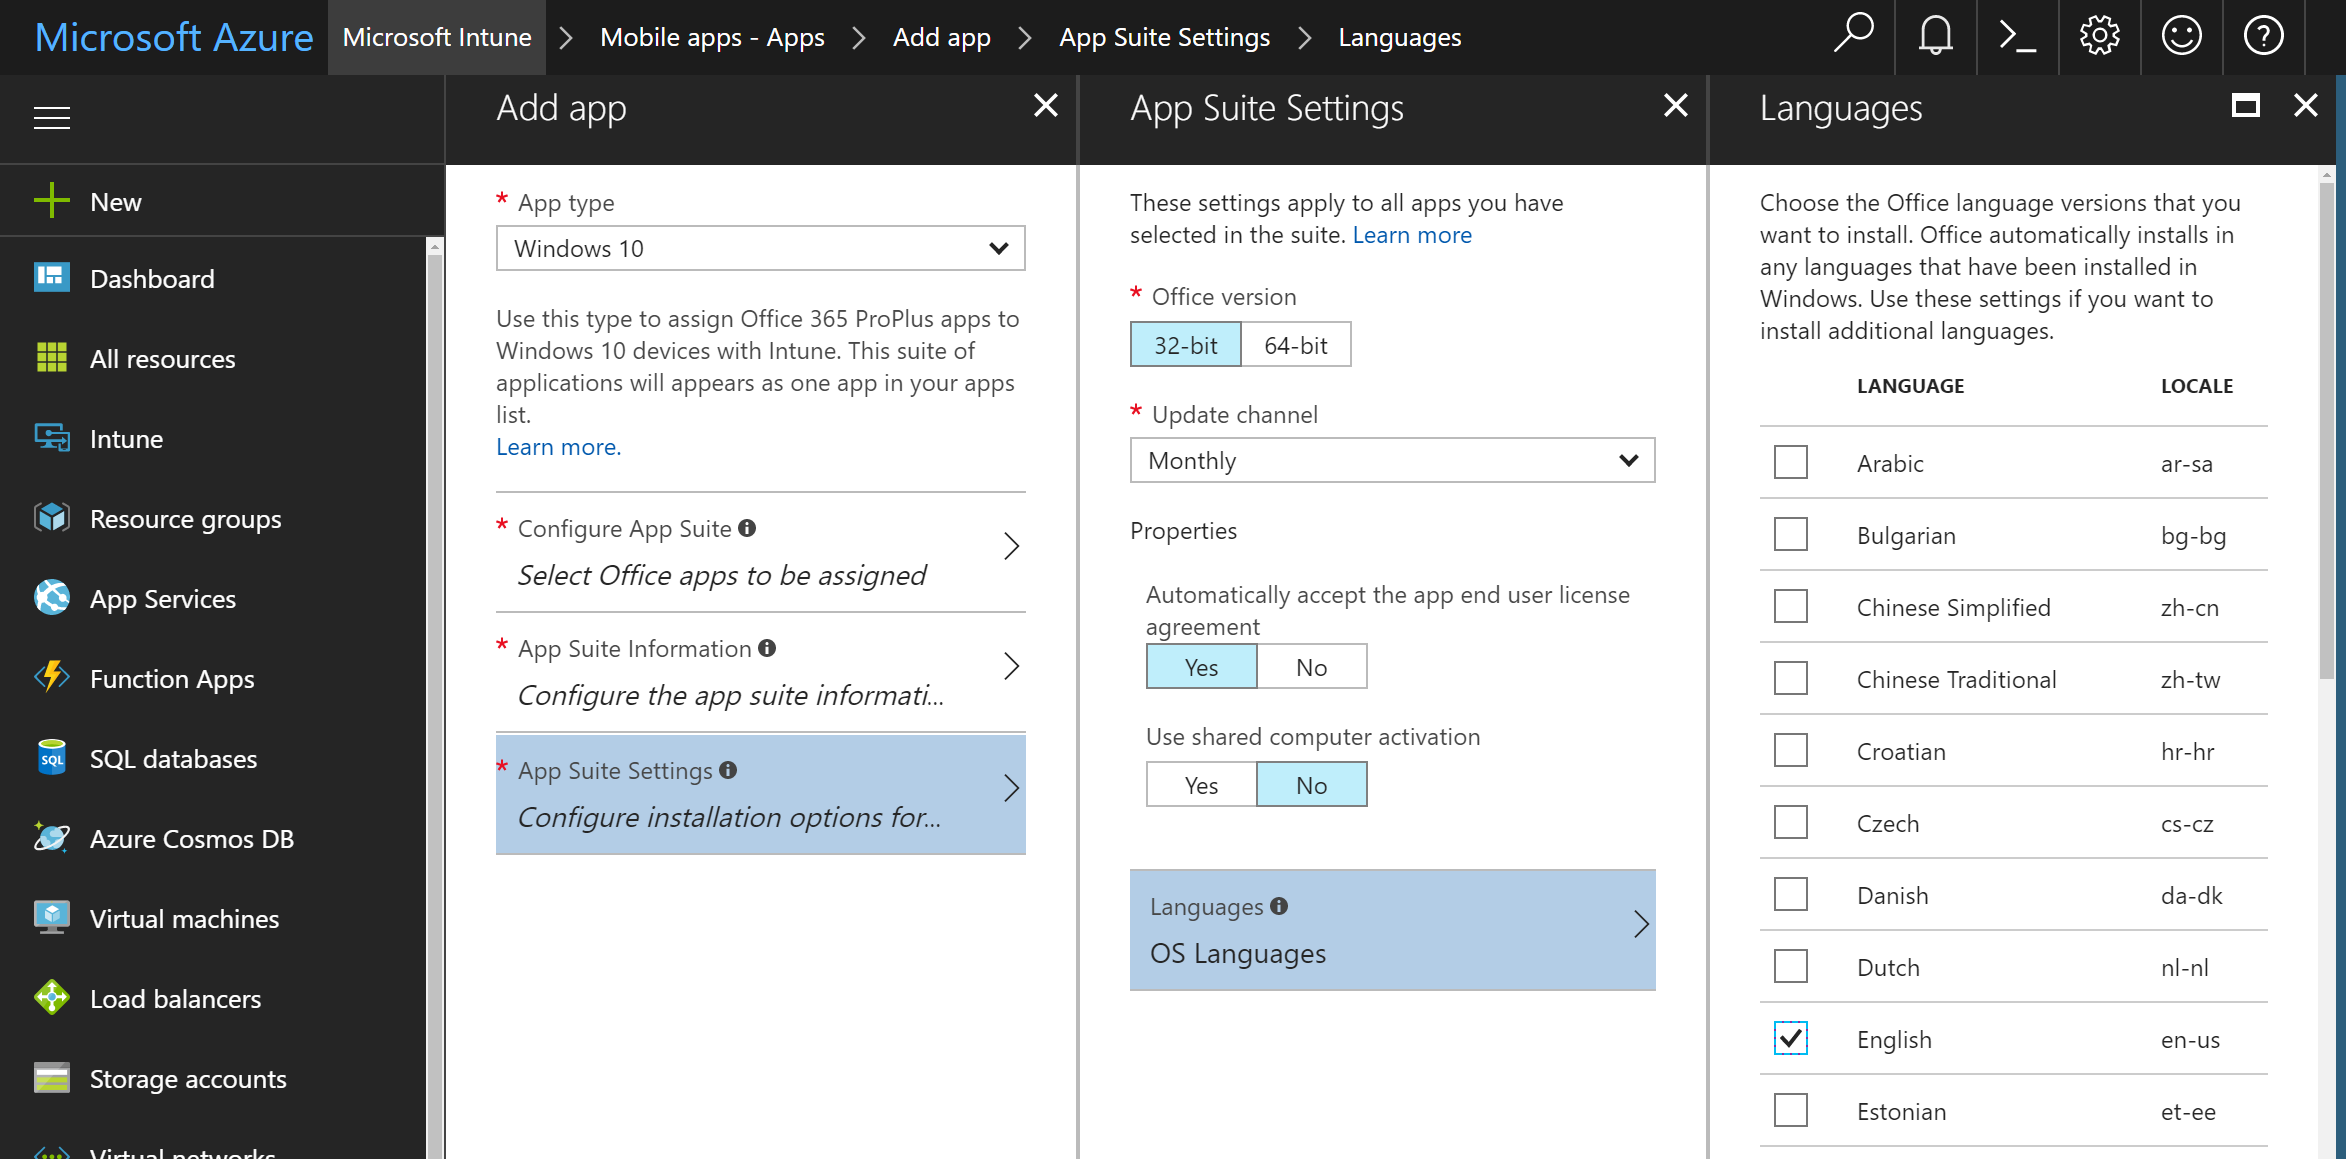 Microsoft Azure
Microsoft Intune
Mobile apps - Apps
Add app
App Suite Settings
Languages
New
Dashboard
All resources
Intune
Resource groups
App Services
Function Apps
SQL
SQL databases
Azure Cosmos DB
Virtual machines
Load balancers
Storage accounts
Virtual networks
Add app
* App type
Windows 10
Use this type to assign Office 365 ProPlus apps to
Windows 10 devices with Intune. This suite of
applications will appears as one app in your apps
list.
Learn more.
* Configure App Suite
Select Office apps to be assigned
* App Suite Information
Configure the app suite informati...
* App Suite Settings
Configure installation options for...
App Suite Settings
These settings apply to all apps you have
selected in the suite. Learn more
* Office version
32-bit 64-bit
* Update channel
Monthly
Properties
Automatically accept the app end user license
agreement
Yes No
Use shared computer activation
Yes No
Languages
OS Languages
Languages
Choose the Office language versions that you
want to install. Office automatically installs in
any languages that have been installed in
Windows. Use these settings if you want to
install additional languages.
LANGUAGE LOCALE
Arabic ar-sa
Bulgarian bg-bg
Chinese Simplified zh-cn
Chinese Traditional zh-tw
Croatian hr-hr
Czech cs-cz
Danish da-dk
Dutch nl-nl
English en-us
Estonian et-ee